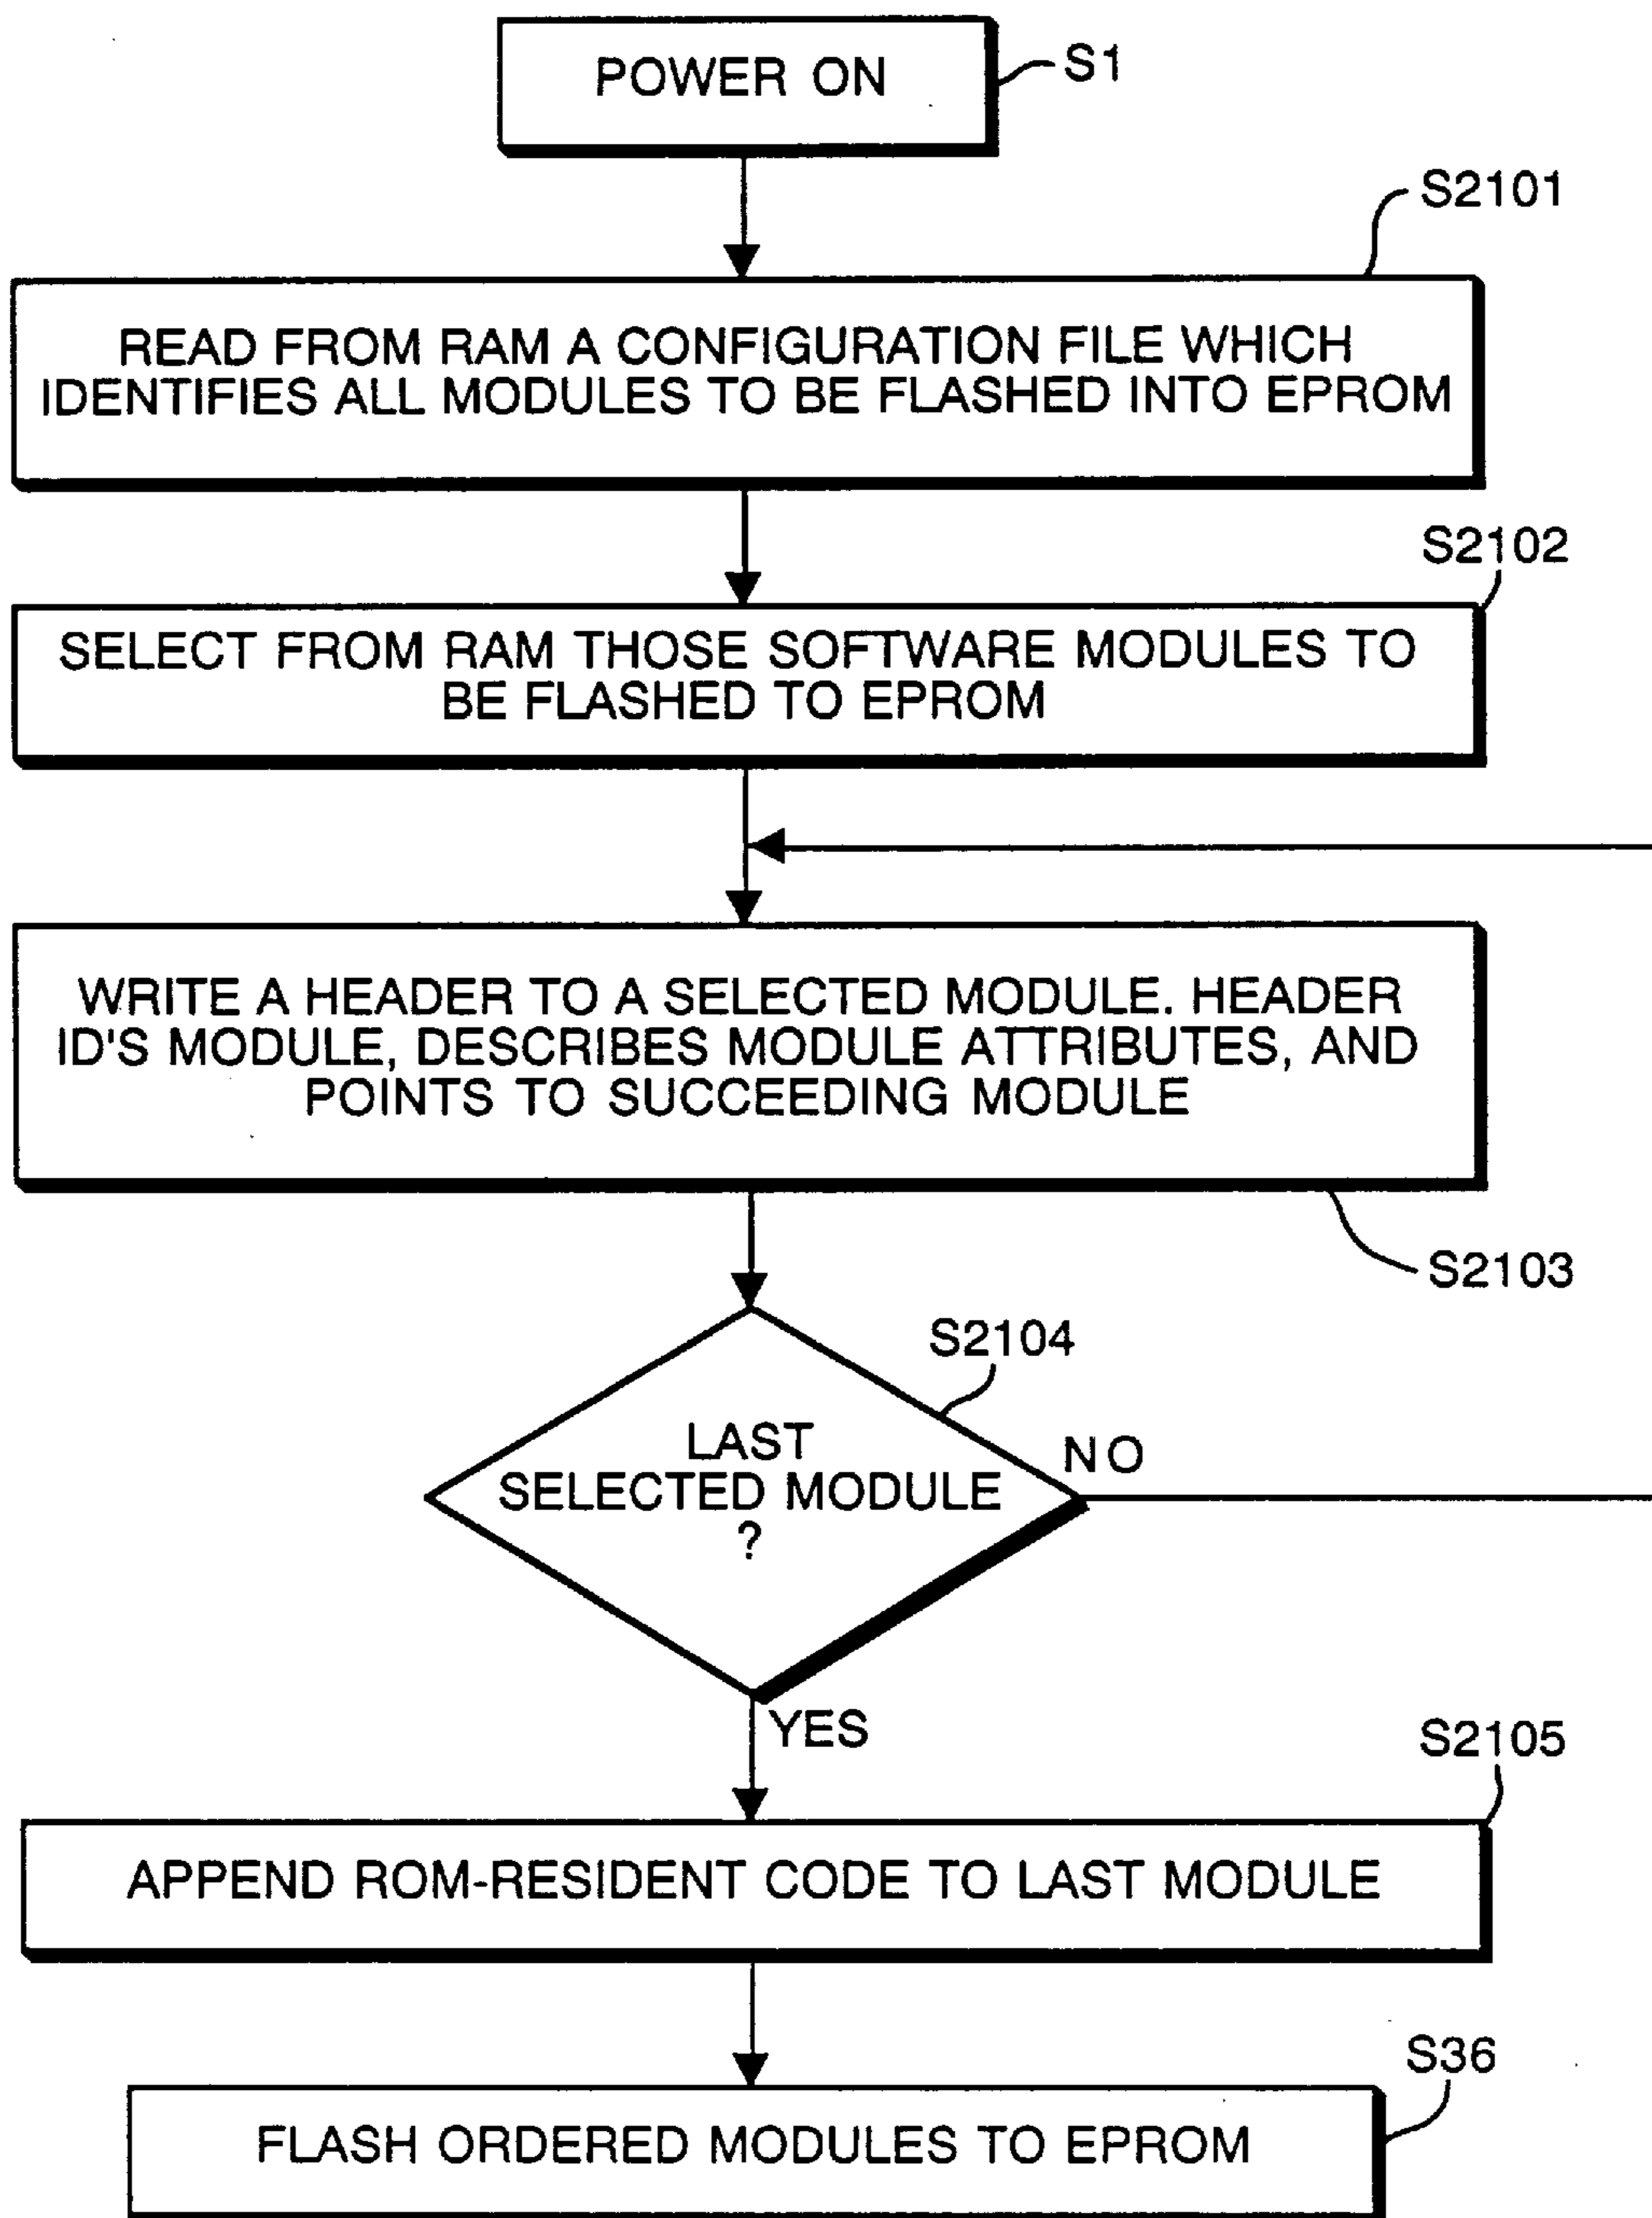 POWER ON
S1
S2101
READ FROM RAM A CONFIGURATION FILE WHICH
IDENTIFIES ALL MODULES TO BE FLASHED INTO EPROM
S2102
SELECT FROM RAM THOSE SOFTWARE MODULES TO
BE FLASHED TO EPROM
WRITE A HEADER TO A SELECTED MODULE. HEADER
ID'S MODULE, DESCRIBES MODULE ATTRIBUTES, AND
POINTS TO SUCCEEDING MODULE
S2103
S2104
LAST
SELECTED MODULE
?
NO
YES
S2105
APPEND ROM-RESIDENT CODE TO LAST MODULE
S36
FLASH ORDERED MODULES TO EPROM